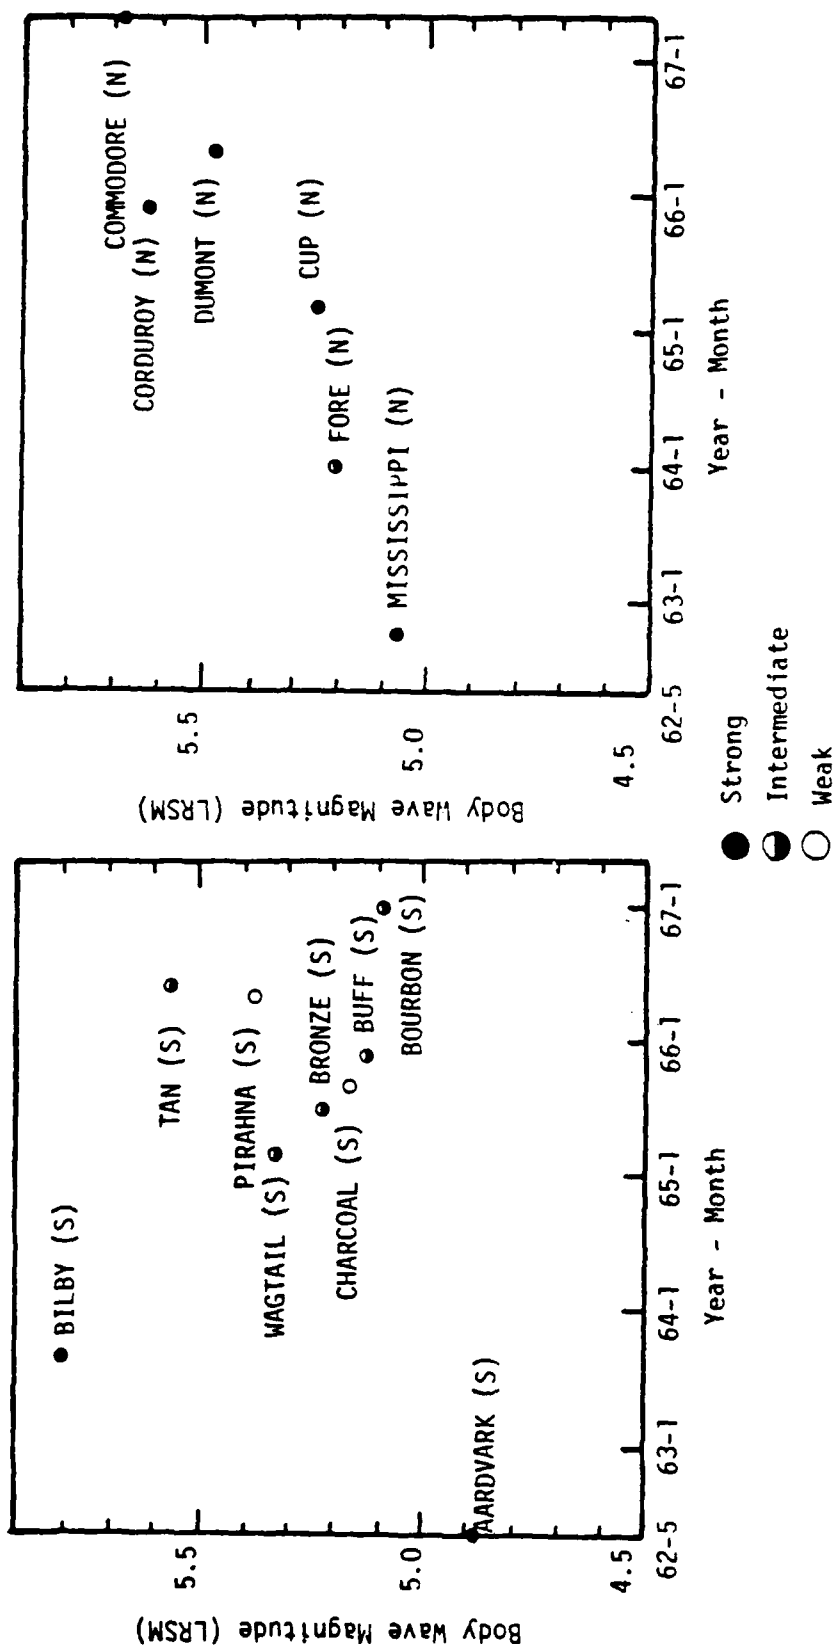 Body Wave Magnitude (LRSM)
5.5
5.0
4.5
BILBY (S)
TAN (S)
PIRAHNA (S)
WAGTAIL (S)
BRONZE (S)
CHARCOAL (S)
BUFF (S)
BOURBON (S)
AARDVARK (S)
62-5
63-1
64-1
65-1
66-1
67-1
Year - Month
Body Wave Magnitude (LRSM)
5.5
5.0
4.5
COMMODORE (N)
CORDUROY (N)
DUMONT (N)
CUP (N)
FORE (N)
MISSISSIPPI (N)
62-5
63-1
64-1
65-1
66-1
67-1
Year - Month
Strong
Intermediate
Weak